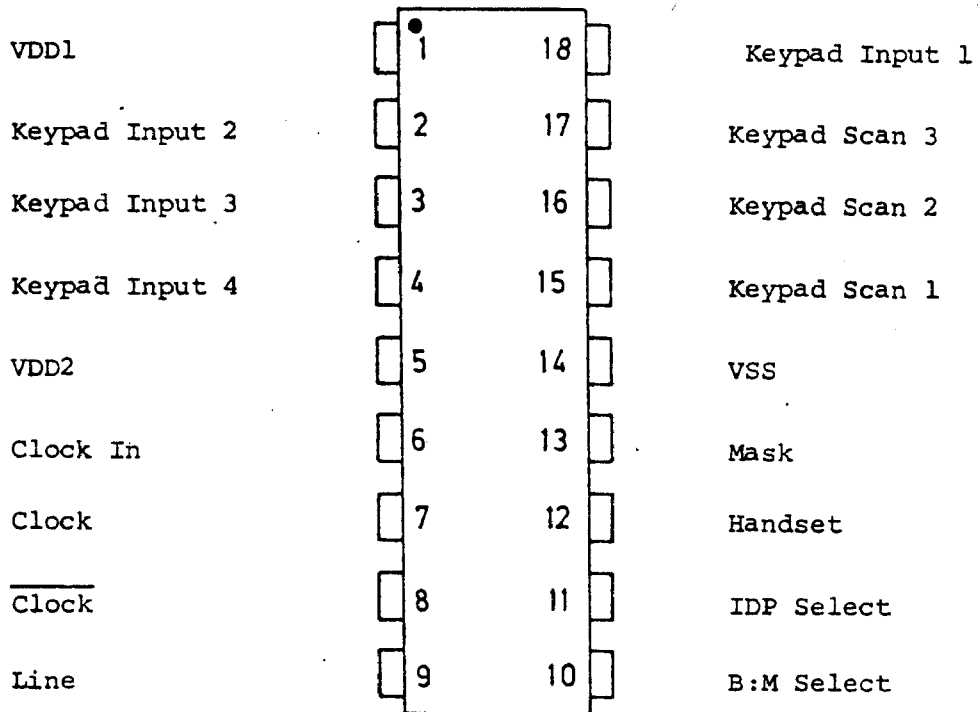 VDD1 1 18 Keypad Input 1
Keypad Input 2 2 17 Keypad Scan 3
Keypad Input 3 3 16 Keypad Scan 2
Keypad Input 4 4 15 Keypad Scan 1
VDD2 5 14 VSS
Clock In 6 13 Mask
Clock 7 12 Handset
C̅l̅o̅c̅k̅ 8 11 IDP Select
Line 9 10 B:M Select